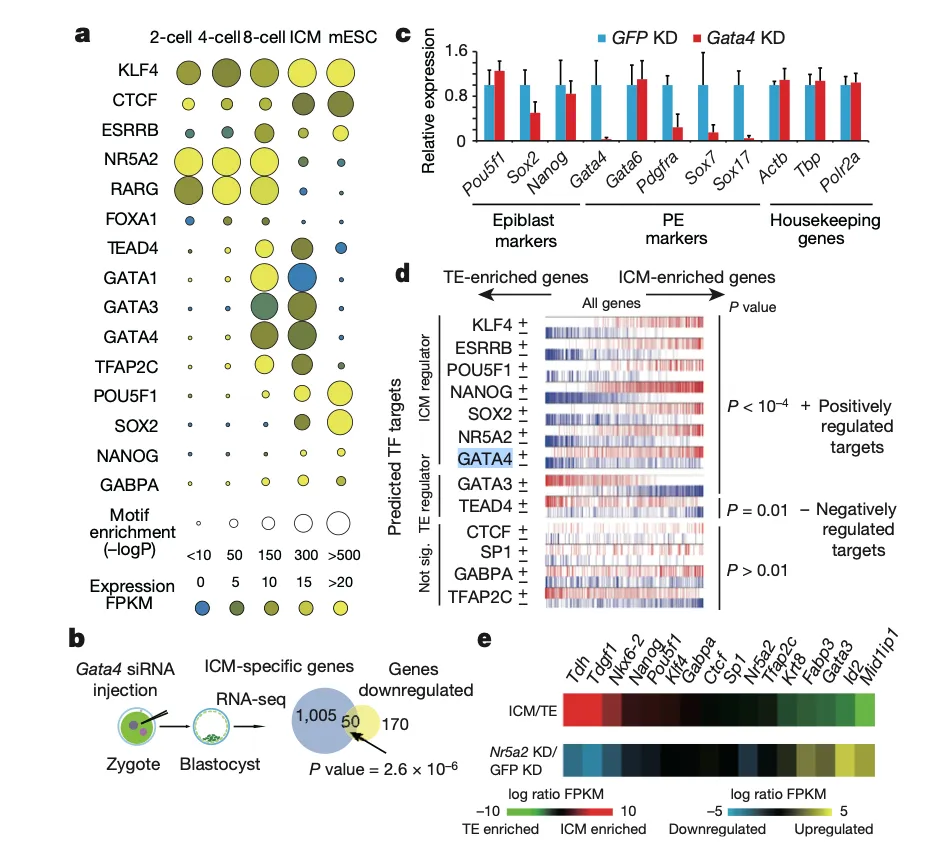 a
2-cell 4-cell 8-cell ICM mESC
KLF4
CTCF
ESRRB
NR5A2
RARG
FOXA1
TEAD4
GATA1
GATA3
GATA4
TFAP2C
POU5F1
SOX2
NANOG
GABPA
Motif
enrichment
(–logP)
<10 50 150 300 >500
Expression
FPKM
0 5 10 15 >20
b
Gata4 siRNA
injection
Zygote
RNA-seq
Blastocyst
ICM-specific genes
Genes
downregulated
1,005 50 170
P value = 2.6 × 10–6
c
GFP KD Gata4 KD
Relative expression
1.6
0.8
0
Pou5f1 Sox2 Nanog Gata4 Gata6 Pdgfra Sox7 Sox17 Actb Tbp Polr2a
Epiblast
markers
PE
markers
Housekeeping
genes
d
TE-enriched genes ICM-enriched genes
All genes
P value
Predicted TF targets
ICM regulator
KLF4 + –
ESRRB + –
POU5F1 + –
NANOG + –
SOX2 + –
NR5A2 + –
GATA4 + –
TE regulator
GATA3 + –
TEAD4 + –
Not sig.
CTCF + –
SP1 + –
GABPA + –
TFAP2C + –
P < 10–4
P = 0.01
P > 0.01
+ Positively
regulated
targets
– Negatively
regulated
targets
e
Tdh Tdgf1 Nkx6-2 Nanog Pou5f1 Klf4 Gabpa Ctcf Sp1 Nr5a2 Tfap2c Krt8 Fabp3 Gata3 Id2 Mid1ip1
ICM/TE
Nr5a2 KD/
GFP KD
log ratio FPKM
–10 10
TE enriched ICM enriched
log ratio FPKM
–5 5
Downregulated Upregulated